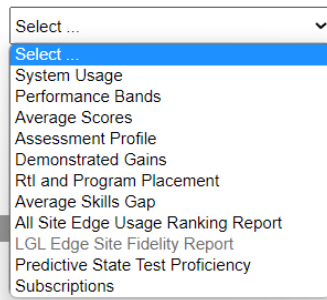 Select ...
Select ...
System Usage
Performance Bands
Average Scores
Assessment Profile
Demonstrated Gains
RtI and Program Placement
Average Skills Gap
All Site Edge Usage Ranking Report
LGL Edge Site Fidelity Report
Predictive State Test Proficiency
Subscriptions